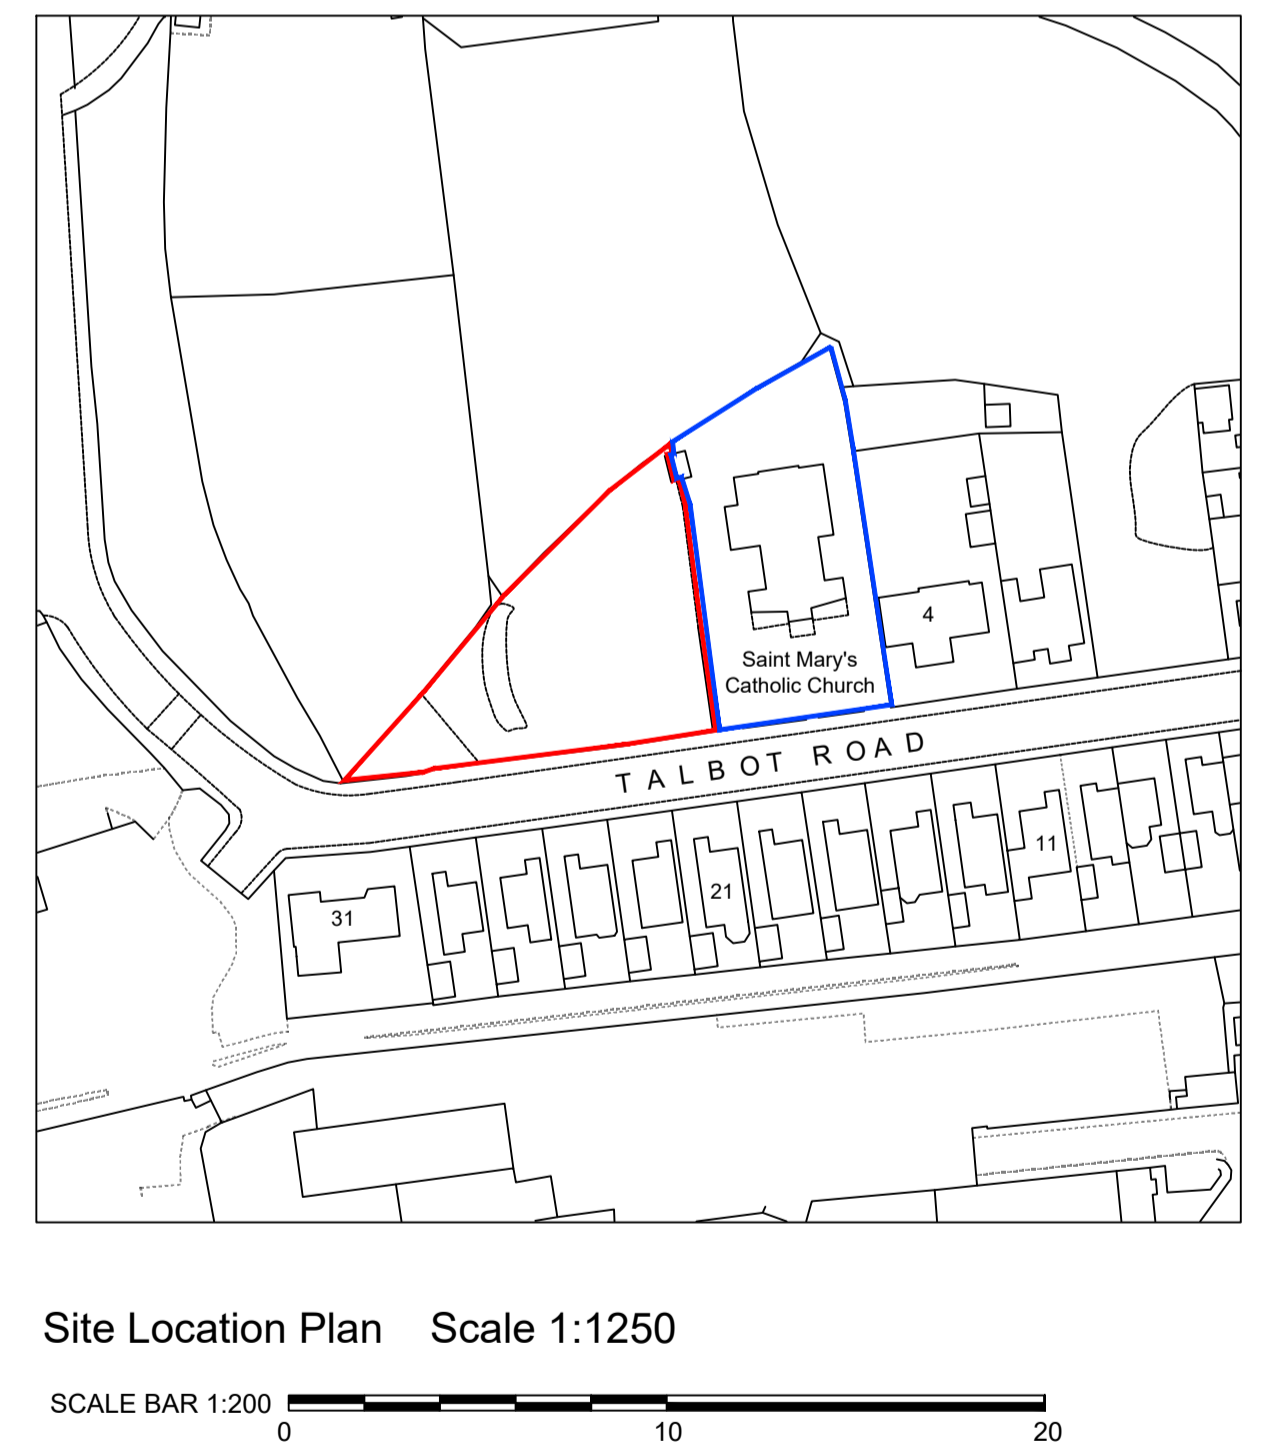 4
Saint Mary's
Catholic Church
TALBOT ROAD
11
21
31
Site Location Plan Scale 1:1250
SCALE BAR 1:200
0 10 20